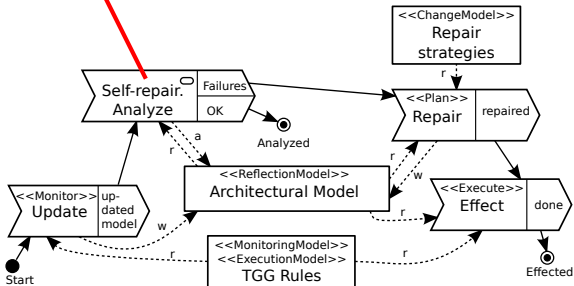 <<ChangeModel>>
Repair
strategies
r
Self-repair.
Analyze
Failures
OK
<<Plan>>
Repair
repaired
Analyzed
a
r
r
w
<<ReflectionModel>>
Architectural Model
<<Monitor>>
Update
up-
dated
model
<<Execute>>
Effect
done
w
r
r
r
<<MonitoringModel>>
<<ExecutionModel>>
TGG Rules
Start
Effected